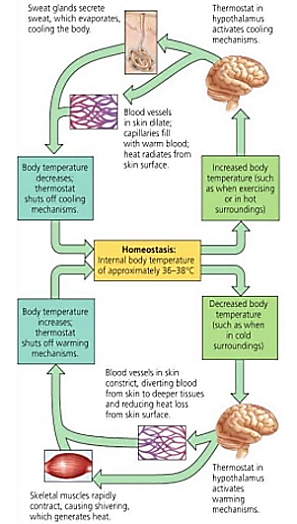 Sweat glands secrete
sweat, which evaporates,
cooling the body.
Thermostat in
hypothalamus
activates cooling
mechanisms.
Blood vessels
in skin dilate;
capillaries fill
with warm blood;
heat radiates from
skin surface.
Body temperature
decreases;
thermostat
shuts off cooling
mechanisms.
Increased body
temperature (such
as when exercising
or in hot
surroundings)
Homeostasis:
Internal body temperature
of approximately 36–38°C
Body temperature
increases;
thermostat
shuts off warming
mechanisms.
Decreased body
temperature
(such as when
in cold
surroundings)
Blood vessels in skin
constrict, diverting blood
from skin to deeper tissues
and reducing heat loss
from skin surface.
Skeletal muscles rapidly
contract, causing shivering,
which generates heat.
Thermostat in
hypothalamus
activates
warming
mechanisms.